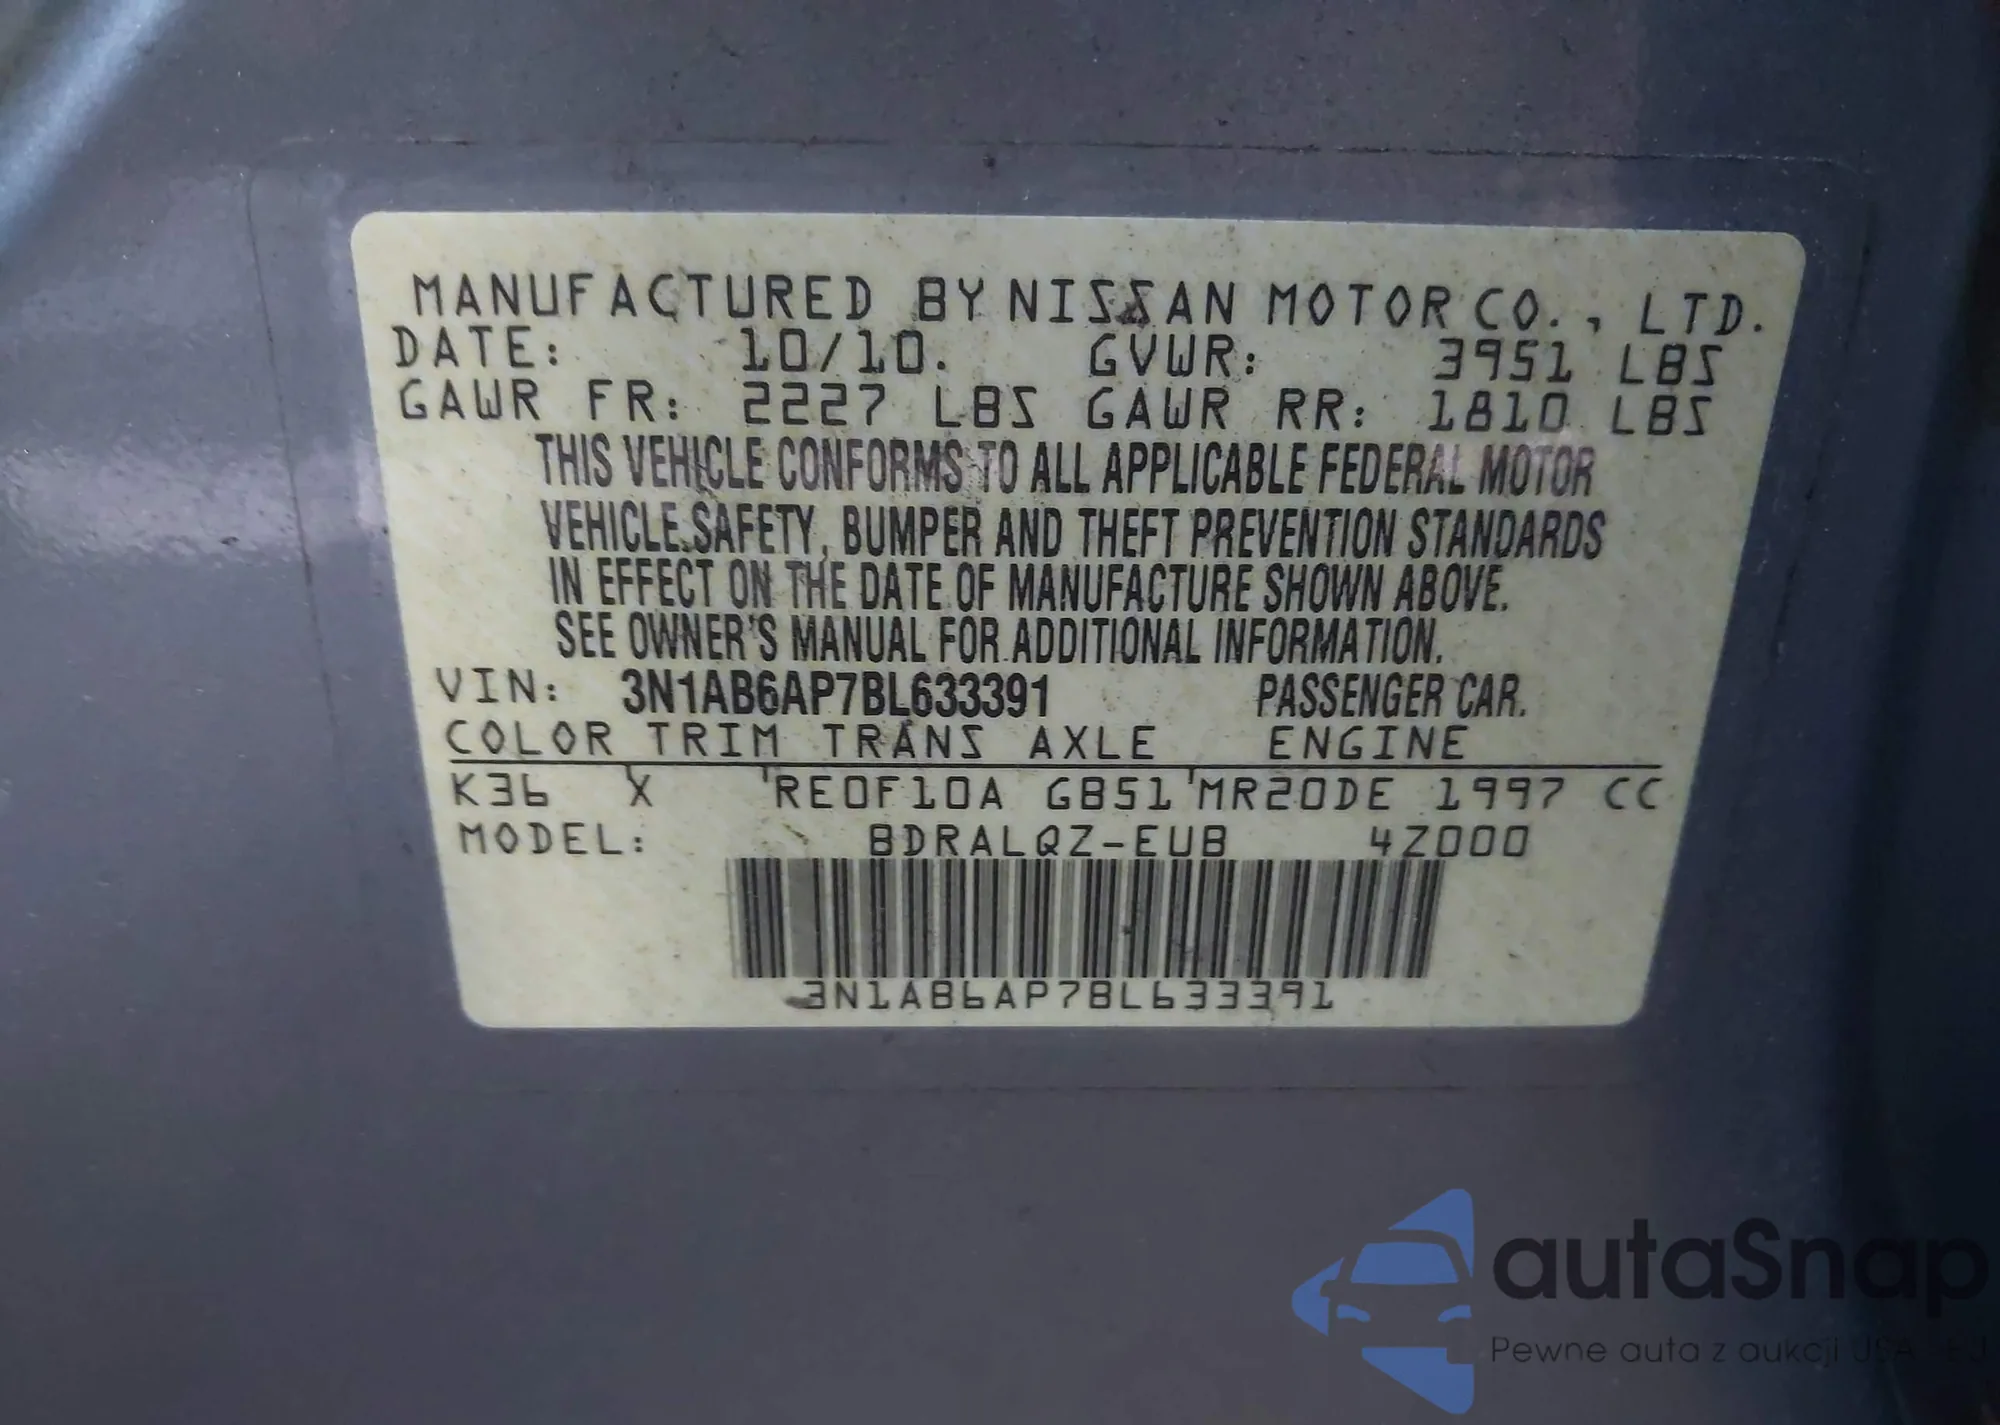 MANUFACTURED BY NISSAN MOTOR CO., LTD.
DATE: 10/10. GVWR: 3951 LBS
GAWR FR: 2227 LBS GAWR RR: 1810 LBS
THIS VEHICLE CONFORMS TO ALL APPLICABLE FEDERAL MOTOR
VEHICLE SAFETY, BUMPER AND THEFT PREVENTION STANDARDS
IN EFFECT ON THE DATE OF MANUFACTURE SHOWN ABOVE.
SEE OWNER'S MANUAL FOR ADDITIONAL INFORMATION.
VIN: 3N1AB6AP7BL633391 PASSENGER CAR.
COLOR TRIM TRANS AXLE ENGINE
K36 X RE0F10A GB51 MR20DE 1997 CC
MODEL: BDRALQZ-EUB 4Z000
3N1AB6AP7BL633391
autaSnap
Pewne auta z aukcji